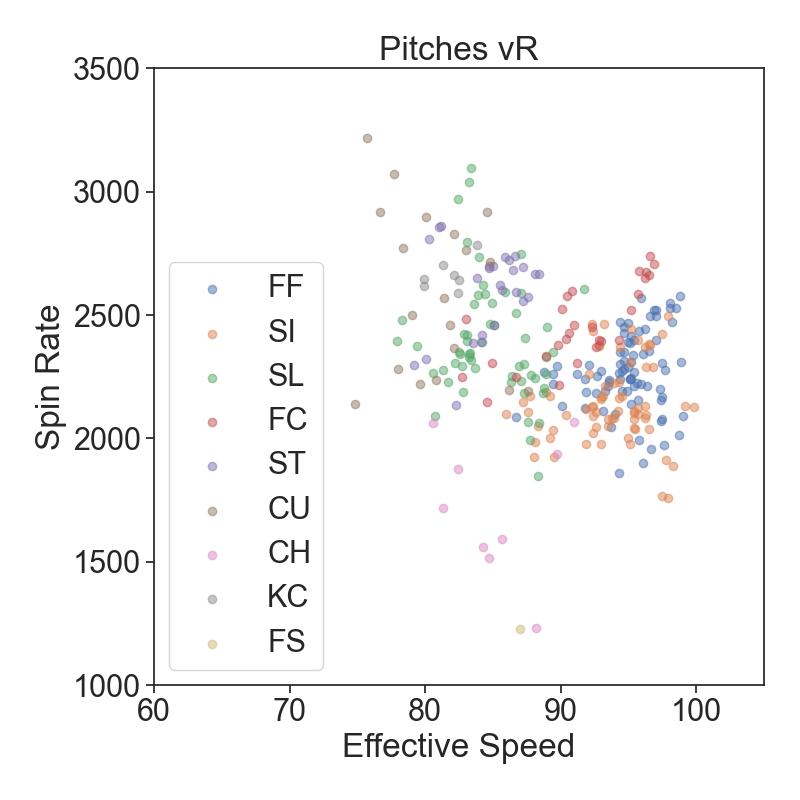 Pitches vR
3500
3000
2500
2000
1500
1000
Spin Rate
FF
SI
SL
FC
ST
CU
CH
KC
FS
60 70 80 90 100
Effective Speed